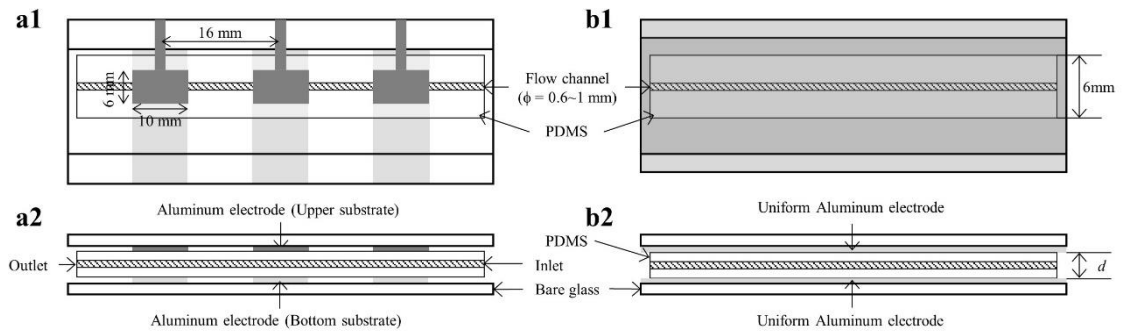 a1
16 mm
6 mm
10 mm
Flow channel
(ϕ = 0.6~1 mm)
PDMS
b1
6mm
a2
Aluminum electrode (Upper substrate)
Outlet
Inlet
Bare glass
Aluminum electrode (Bottom substrate)
b2
Uniform Aluminum electrode
PDMS
d
Uniform Aluminum electrode